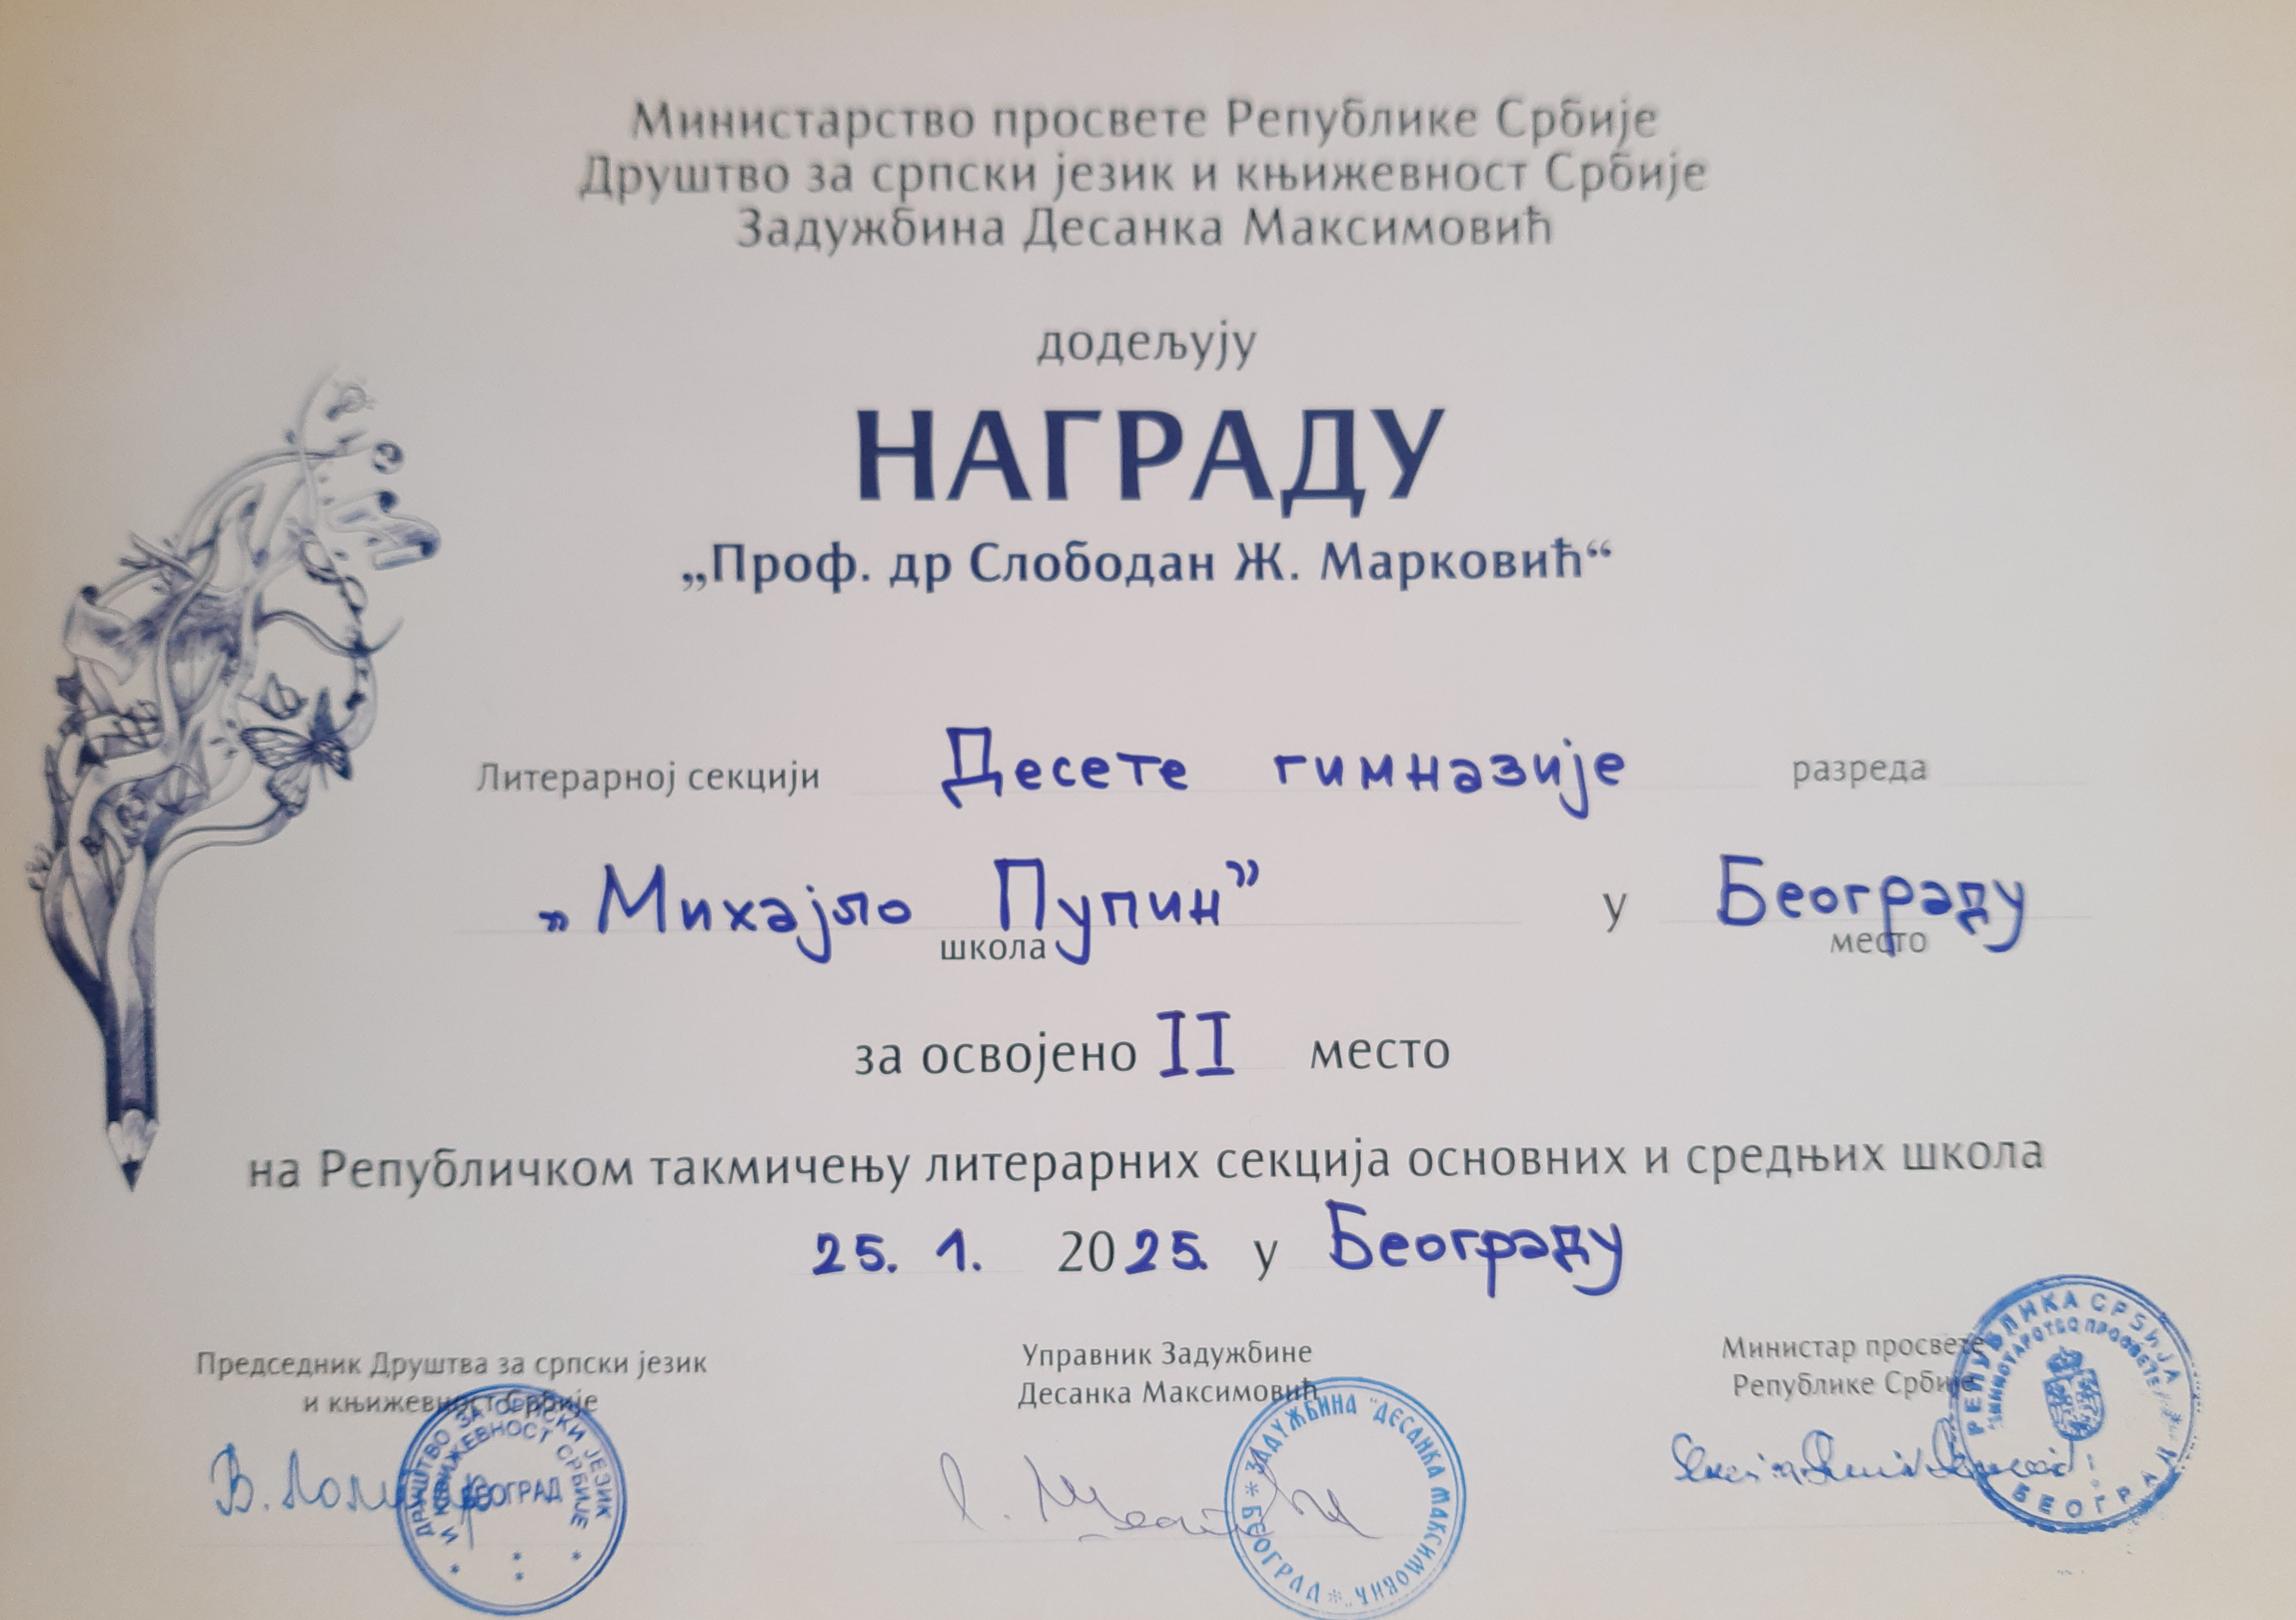 Министарство просвете Републике Србије
Друштво за српски језик и књижевност Србије
Задужбина Десанка Максимовић
додељују
НАГРАДУ
„Проф. др Слободан Ж. Марковић“
Литерарној секцији Десете гимназије разреда
„Михајло Пупин” у Београду
школа место
за освојено II место
на Републичком такмичењу литерарних секција основних и средњих школа
25. 1. 2025. у Београду
Председник Друштва за српски језик
и књижевност Србије
Управник Задужбине
Десанка Максимовић
Министар просвете
Републике Србије
ДРУШТВО ЗА СРПСКИ ЈЕЗИК
И КЊИЖЕВНОСТ СРБИЈЕ
БЕОГРАД
ЗАДУЖБИНА "ДЕСАНКА МАКСИМОВИЋ" * БЕОГРАД *
РЕПУБЛИКА СРБИЈА
МИНИСТАРСТВО ПРОСВЕТЕ
БЕОГРАД